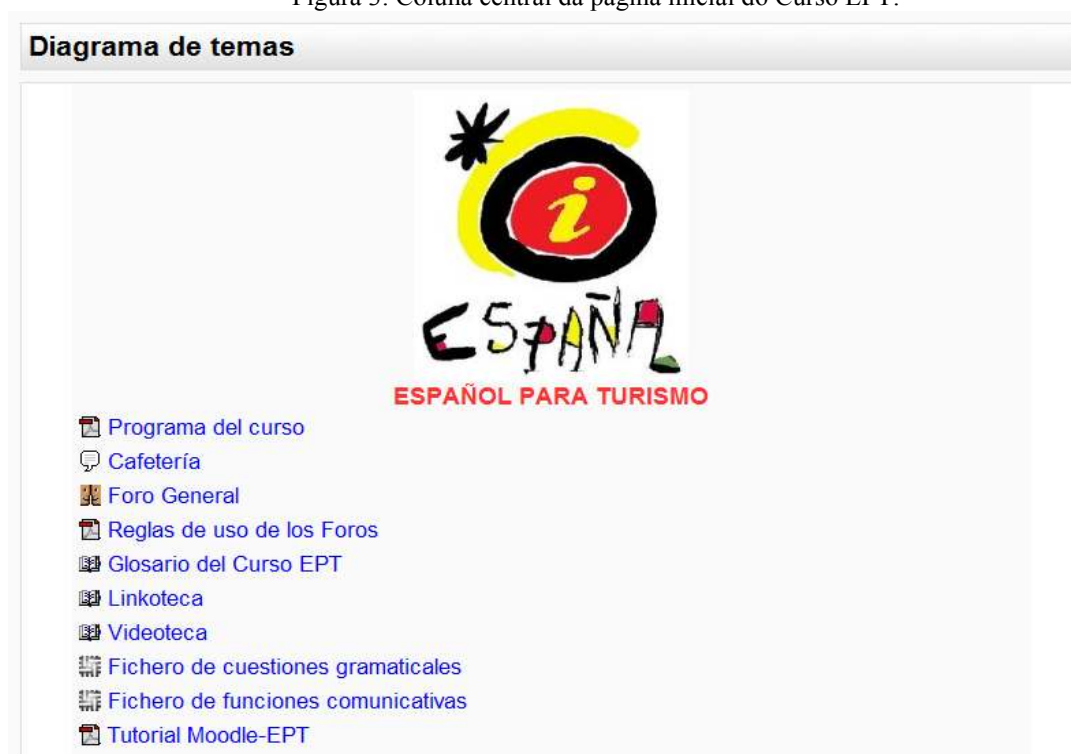 Figura 3: Coluna central da página inicial do Curso EPT.
Diagrama de temas
i
ESPAÑA
ESPAÑOL PARA TURISMO
Programa del curso
Cafetería
Foro General
Reglas de uso de los Foros
Glosario del Curso EPT
Linkoteca
Videoteca
Fichero de cuestiones gramaticales
Fichero de funciones comunicativas
Tutorial Moodle-EPT